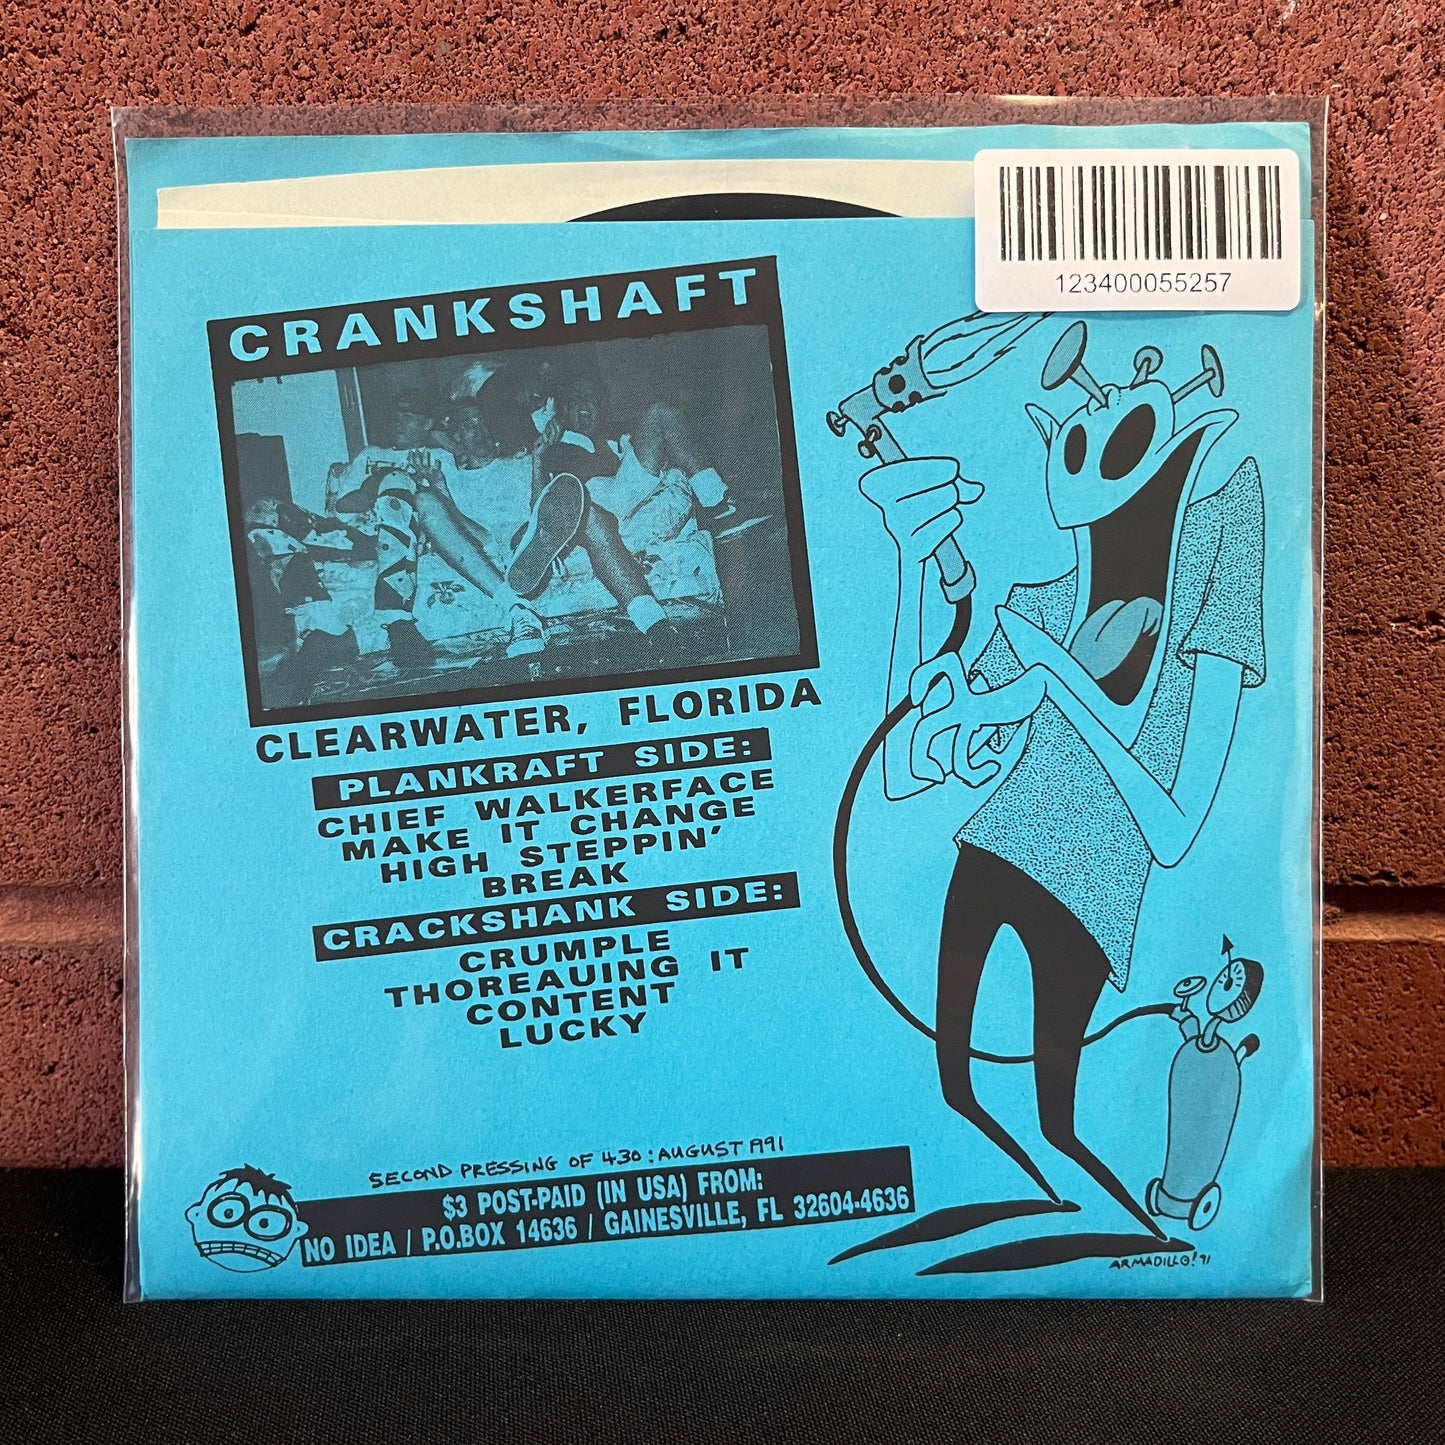 123400055257
CRANKSHAFT
CLEARWATER, FLORIDA
PLANKRAFT SIDE:
CHIEF WALKERFACE
MAKE IT CHANGE
HIGH STEPPIN'
BREAK
CRACKSHANK SIDE:
CRUMPLE
THOREAUING IT
CONTENT
LUCKY
SECOND PRESSING OF 430: AUGUST 1991
$3 POST-PAID (IN USA) FROM:
NO IDEA / P.O.BOX 14636 / GAINESVILLE, FL 32604-4636
ARMADILLO! 91